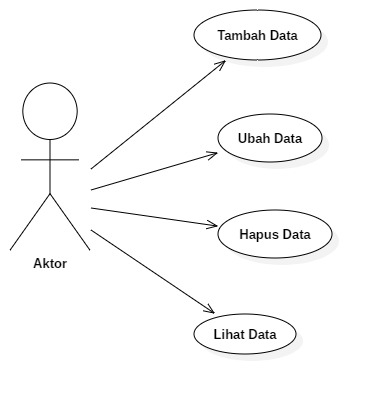 Tambah Data
Ubah Data
Hapus Data
Aktor
Lihat Data